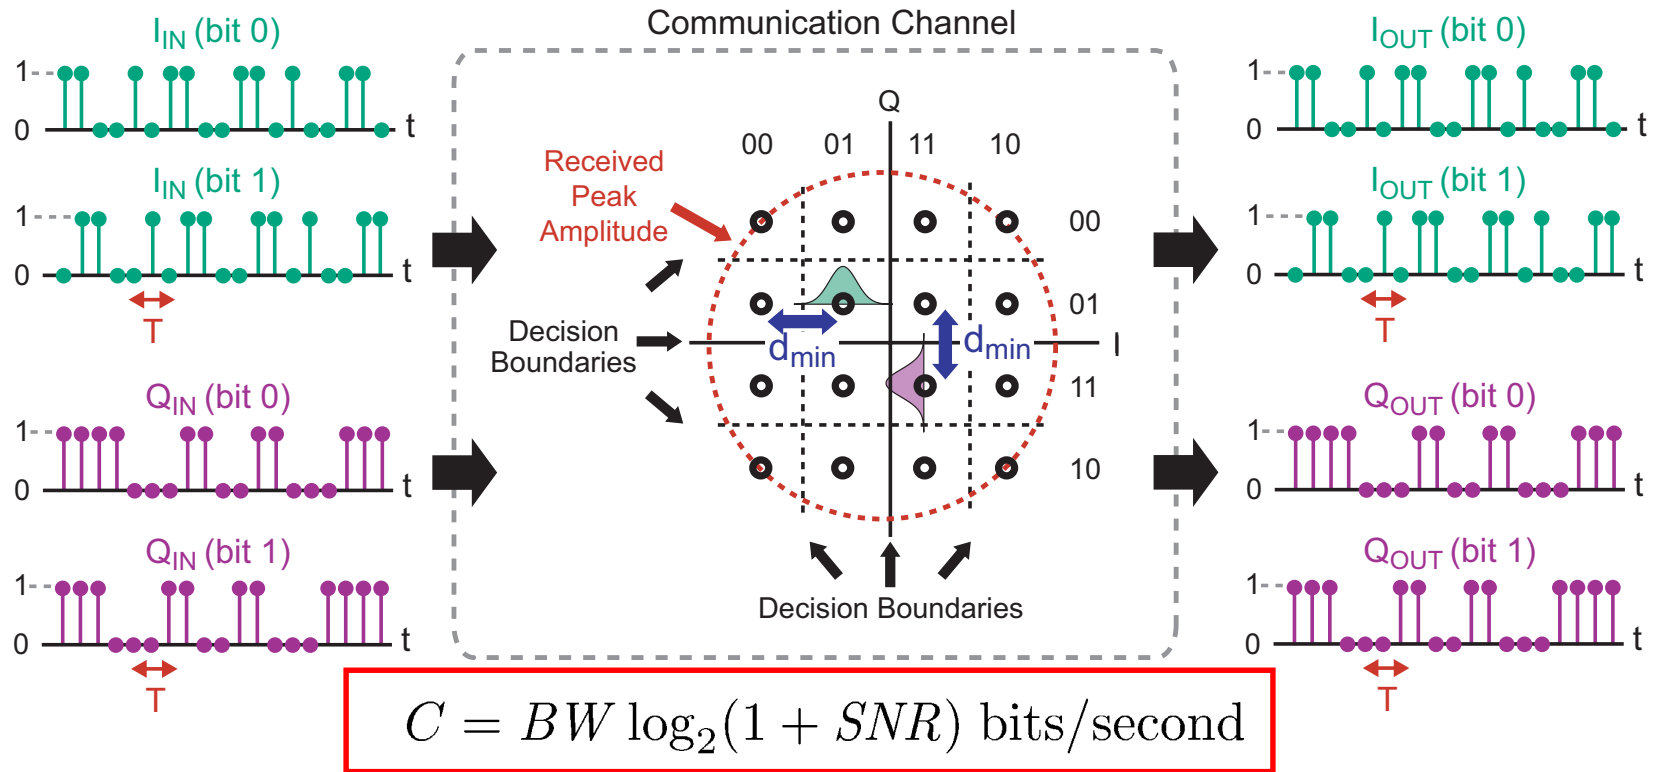 Communication Channel
I_IN (bit 0)
1
0
t
I_IN (bit 1)
1
0
t
T
Q_IN (bit 0)
1
0
t
Q_IN (bit 1)
1
0
t
T
Q
00 01 11 10
Received
Peak
Amplitude
00
01
11
10
Decision
Boundaries
d_min
d_min
I
Decision Boundaries
I_OUT (bit 0)
1
0
t
I_OUT (bit 1)
1
0
t
T
Q_OUT (bit 0)
1
0
t
Q_OUT (bit 1)
1
0
t
T
C = BW log_2(1 + SNR) bits/second